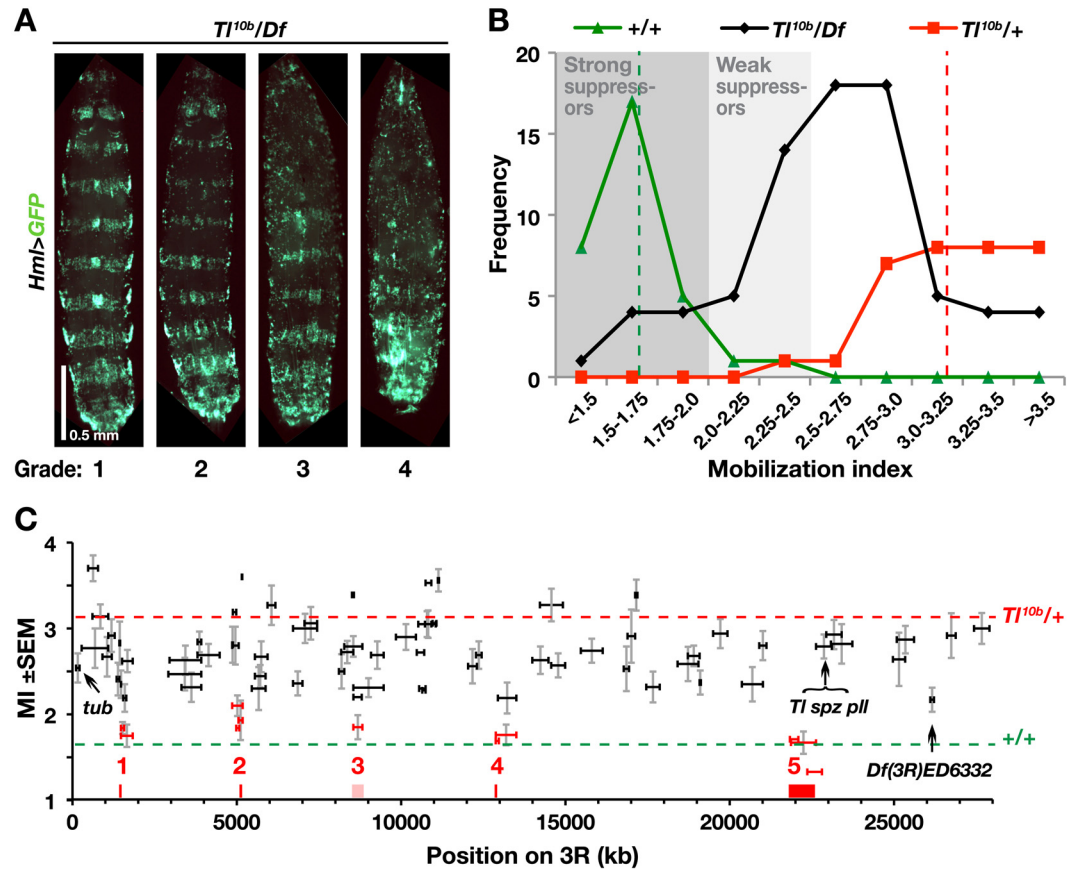 A
Tl10b/Df
Hml>GFP
0.5 mm
Grade: 1 2 3 4
B
+/+ Tl10b/Df Tl10b/+
Strong suppress-ors
Weak suppress-ors
Frequency
20
15
10
5
0
<1.5 1.5-1.75 1.75-2.0 2.0-2.25 2.25-2.5 2.5-2.75 2.75-3.0 3.0-3.25 3.25-3.5 >3.5
Mobilization index
C
MI ±SEM
4
3
2
1
Tl10b/+
+/+
tub
Tl spz pll
Df(3R)ED6332
1 2 3 4 5
0 5000 10000 15000 20000 25000
Position on 3R (kb)